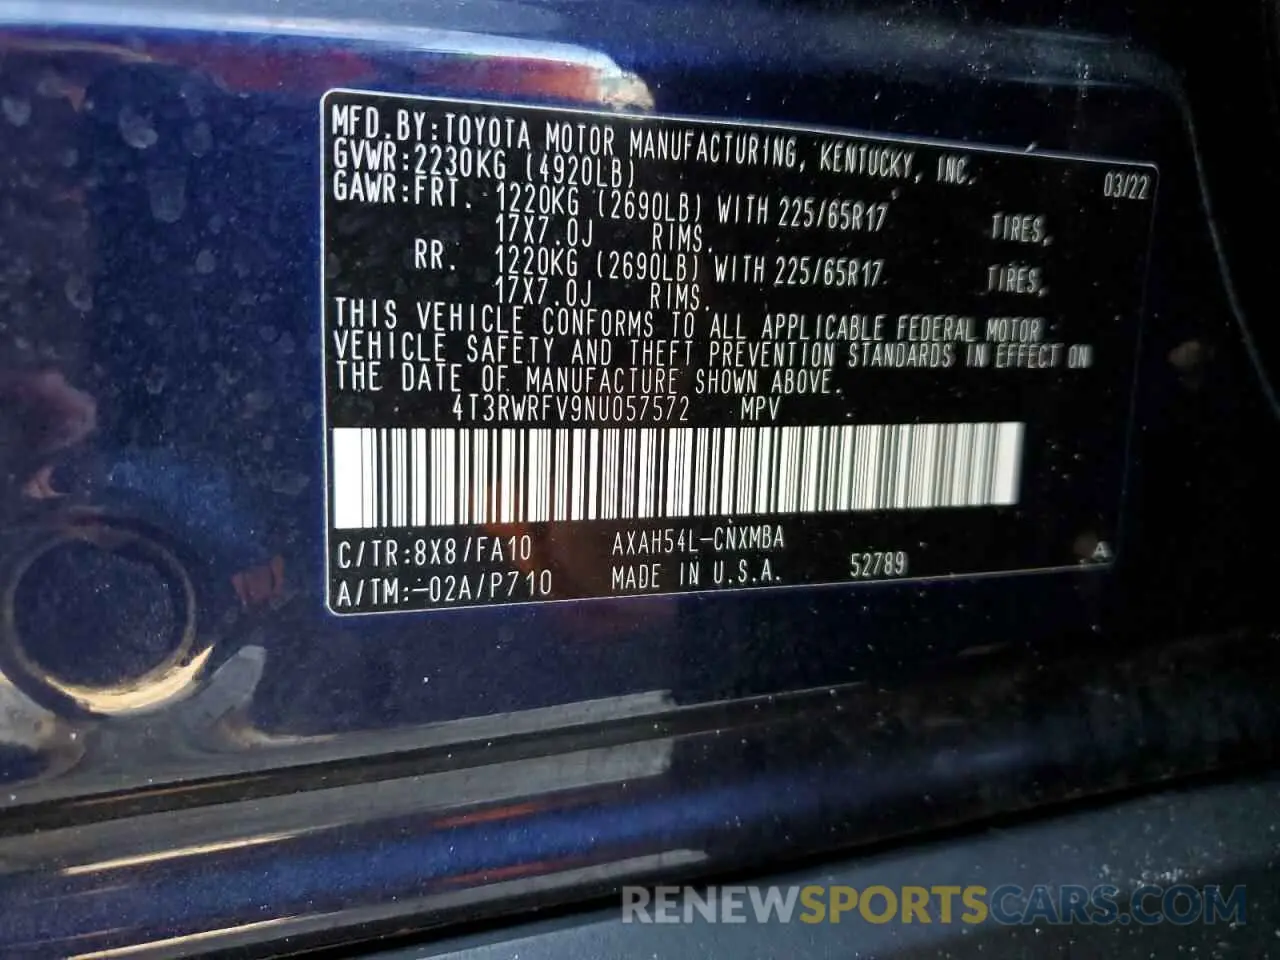 MFD.BY:TOYOTA MOTOR MANUFACTURING, KENTUCKY, INC. 03/22
GVWR:2230KG (4920LB)
GAWR:FRT. 1220KG (2690LB) WITH 225/65R17 TIRES,
17X7.0J RIMS,
RR. 1220KG (2690LB) WITH 225/65R17 TIRES,
17X7.0J RIMS.
THIS VEHICLE CONFORMS TO ALL APPLICABLE FEDERAL MOTOR
VEHICLE SAFETY AND THEFT PREVENTION STANDARDS IN EFFECT ON
THE DATE OF MANUFACTURE SHOWN ABOVE.
4T3RWRFV9NU057572 MPV
C/TR:8X8/FA10 AXAH54L-CNXMBA
A/TM:-02A/P710 MADE IN U.S.A. 52789 A
RENEWSPORTSCARS.COM